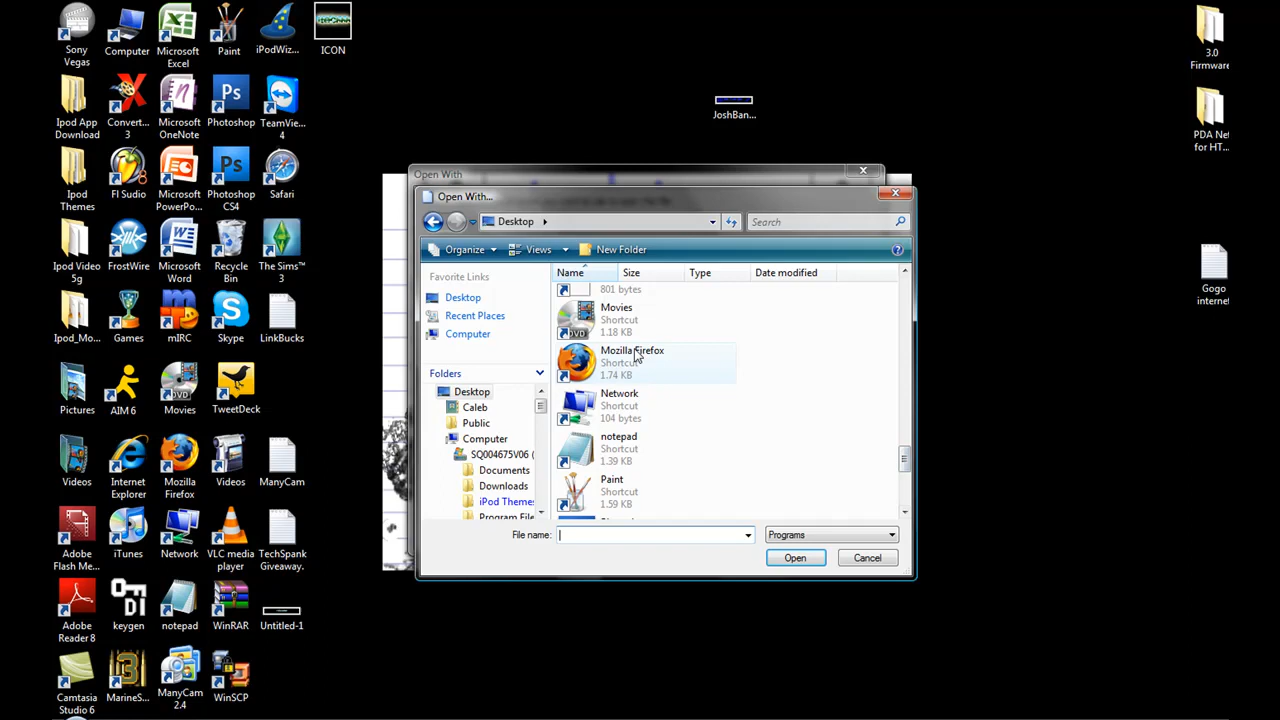 Sony
Vegas
Computer
Microsoft
Excel
Paint
iPodWiz...
ICON
Ipod App
Download
Convert...
3
Microsoft
OneNote
Photoshop
TeamVie...
4
Ipod
Themes
Fl Sudio
Microsoft
PowerPo...
Photoshop
CS4
Safari
Ipod Video
5g
FrostWire
Microsoft
Word
Recycle
Bin
The Sims™
3
Ipod_Mo...
Games
mIRC
Skype
LinkBucks
Pictures
AIM 6
Movies
TweetDeck
Videos
Internet
Explorer
Mozilla
Firefox
Videos
ManyCam
Adobe
Flash Me...
iTunes
Network
VLC media
player
TechSpank
Giveaway.
Adobe
Reader 8
keygen
notepad
WinRAR
Untitled-1
Camtasia
Studio 6
MarineS...
ManyCam
2.4
WinSCP
JoshBan...
3.0
Firmware
PDA Net
for HT...
Gogo
internet
Open With
Open With...
Desktop
Search
Organize
Views
New Folder
Favorite Links
Desktop
Recent Places
Computer
Folders
Desktop
Caleb
Public
Computer
SQ004675V06 (
Documents
Downloads
iPod Themes
Program File
Name
Size
Type
Date modified
801 bytes
Movies
Shortcut
1.18 KB
Mozilla Firefox
Shortcut
1.74 KB
Network
Shortcut
104 bytes
notepad
Shortcut
1.39 KB
Paint
Shortcut
1.59 KB
File name:
Programs
Open
Cancel